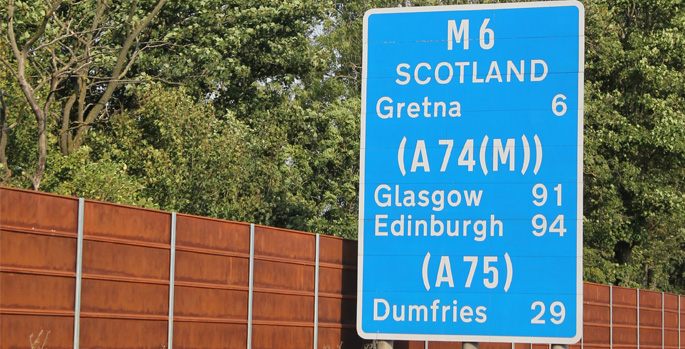 M6
SCOTLAND
Gretna 6
(A74(M))
Glasgow 91
Edinburgh 94
(A75)
Dumfries 29